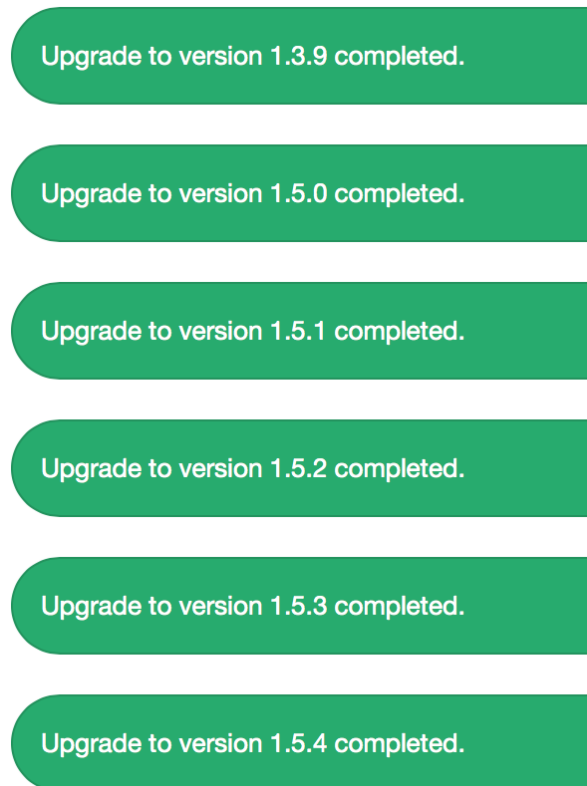 Upgrade to version 1.3.9 completed.
Upgrade to version 1.5.0 completed.
Upgrade to version 1.5.1 completed.
Upgrade to version 1.5.2 completed.
Upgrade to version 1.5.3 completed.
Upgrade to version 1.5.4 completed.